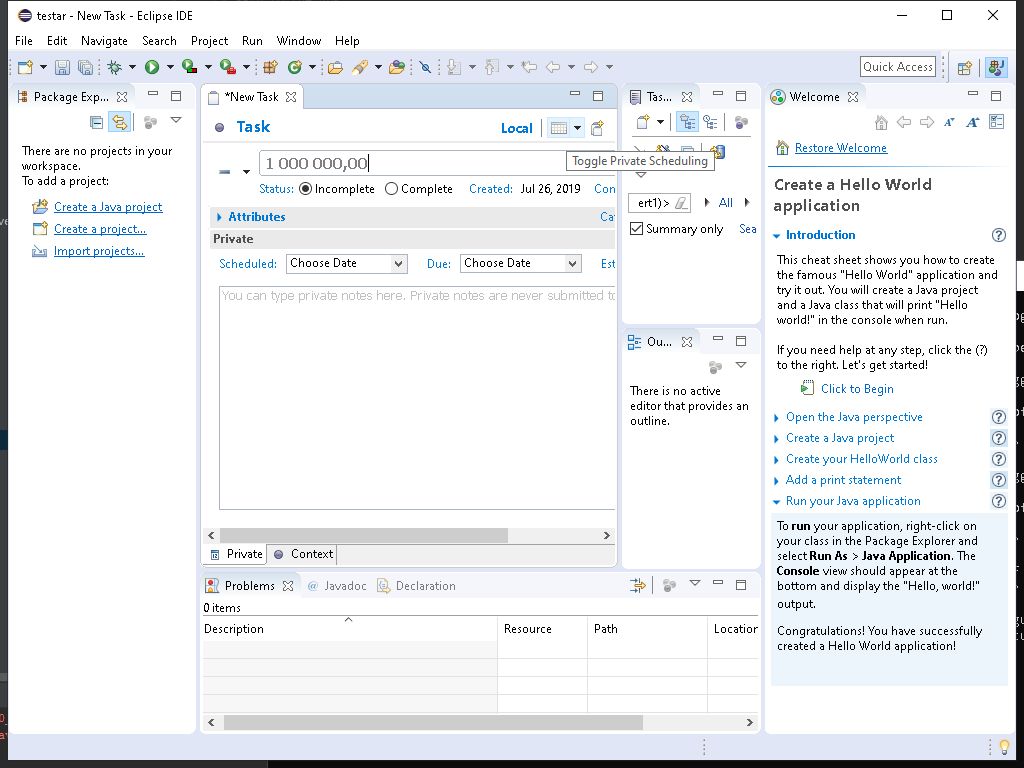 testar - New Task - Eclipse IDE
File Edit Navigate Search Project Run Window Help
Quick Access
Package Exp...
There are no projects in your
workspace.
To add a project:
Create a Java project
Create a project...
Import projects...
*New Task
Task
Local
1 000 000,00
Toggle Private Scheduling
Status: Incomplete Complete Created: Jul 26, 2019 Con
Attributes Ca
Private
Scheduled: Choose Date Due: Choose Date Est
You can type private notes here. Private notes are never submitted to
Private Context
Tas...
ert1)> All
Summary only Sea
Ou...
There is no active
editor that provides an
outline.
Problems @ Javadoc Declaration
0 items
Description Resource Path Location
Welcome
Restore Welcome
Create a Hello World
application
Introduction
This cheat sheet shows you how to create
the famous "Hello World" application and
try it out. You will create a Java project
and a Java class that will print "Hello
world!" in the console when run.
If you need help at any step, click the (?)
to the right. Let's get started!
Click to Begin
Open the Java perspective
Create a Java project
Create your HelloWorld class
Add a print statement
Run your Java application
To run your application, right-click on
your class in the Package Explorer and
select Run As > Java Application. The
Console view should appear at the
bottom and display the "Hello, world!"
output.
Congratulations! You have successfully
created a Hello World application!